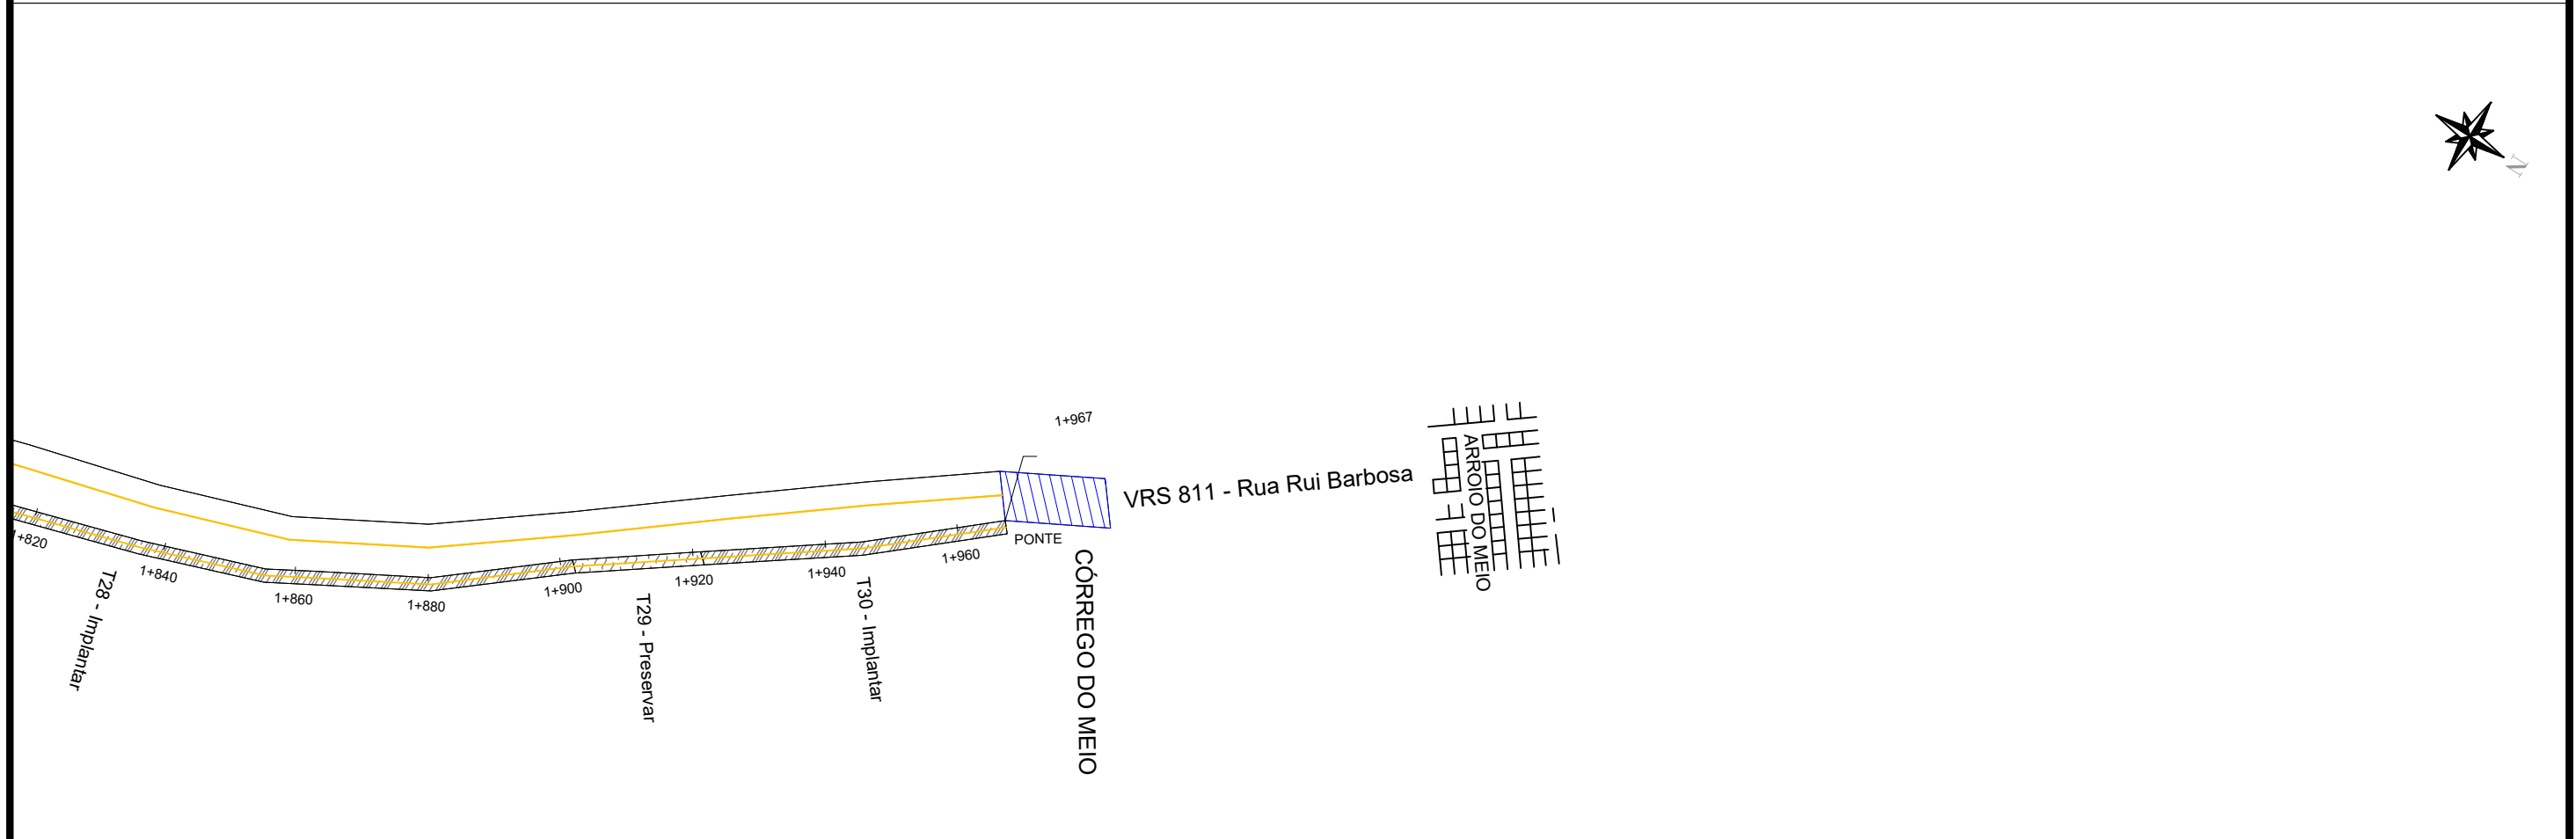 N
1+967
VRS 811 - Rua Rui Barbosa
ARROIO DO MEIO
PONTE
+820
1+840
1+860
1+880
1+900
1+920
1+940
1+960
T28 - Implantar
T29 - Preservar
T30 - Implantar
CÓRREGO DO MEIO